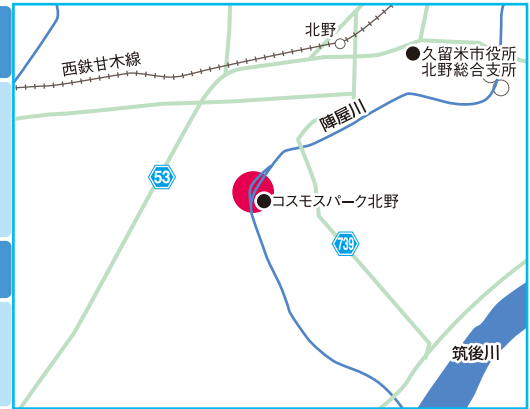 北野
西鉄甘木線
久留米市役所
北野総合支所
陣屋川
53
コスモスパーク北野
739
筑後川